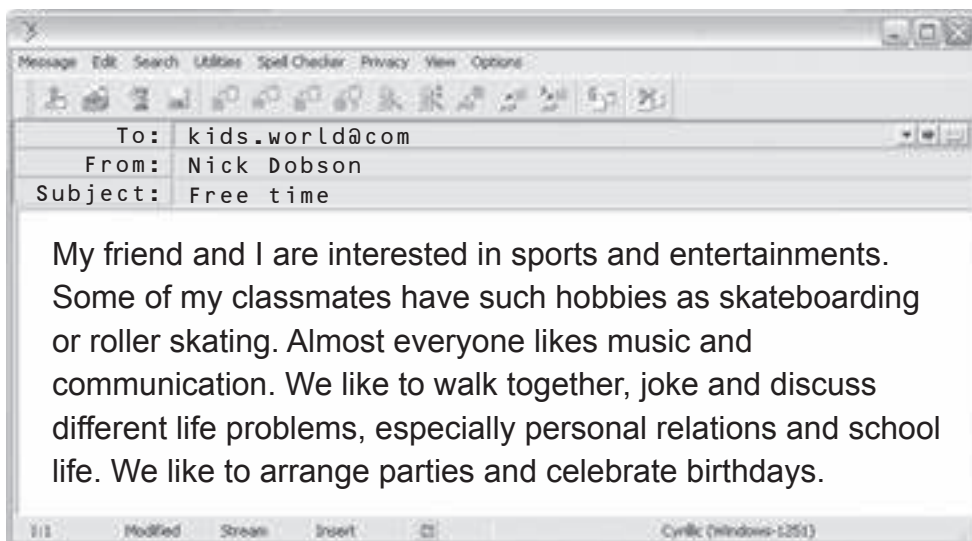 Message Edit Search Utilities Spell Checker Privacy View Options
To: kids.world@com
From: Nick Dobson
Subject: Free time
My friend and I are interested in sports and entertainments.
Some of my classmates have such hobbies as skateboarding
or roller skating. Almost everyone likes music and
communication. We like to walk together, joke and discuss
different life problems, especially personal relations and school
life. We like to arrange parties and celebrate birthdays.
1:1 Modified Stream Insert Cyrillic (Windows-1251)